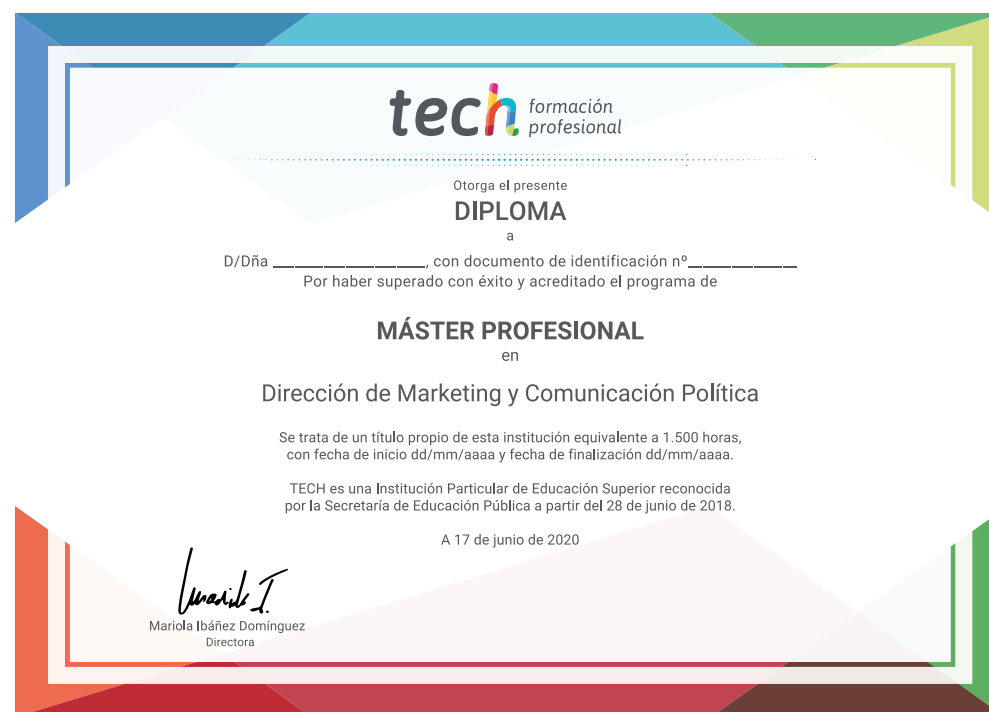 tech formación
profesional
Otorga el presente
DIPLOMA
a
D/Dña ____________________, con documento de identificación nº______________
Por haber superado con éxito y acreditado el programa de
MÁSTER PROFESIONAL
en
Dirección de Marketing y Comunicación Política
Se trata de un título propio de esta institución equivalente a 1.500 horas,
con fecha de inicio dd/mm/aaaa y fecha de finalización dd/mm/aaaa.
TECH es una Institución Particular de Educación Superior reconocida
por la Secretaría de Educación Pública a partir del 28 de junio de 2018.
A 17 de junio de 2020
Mariola Ibáñez Domínguez
Directora